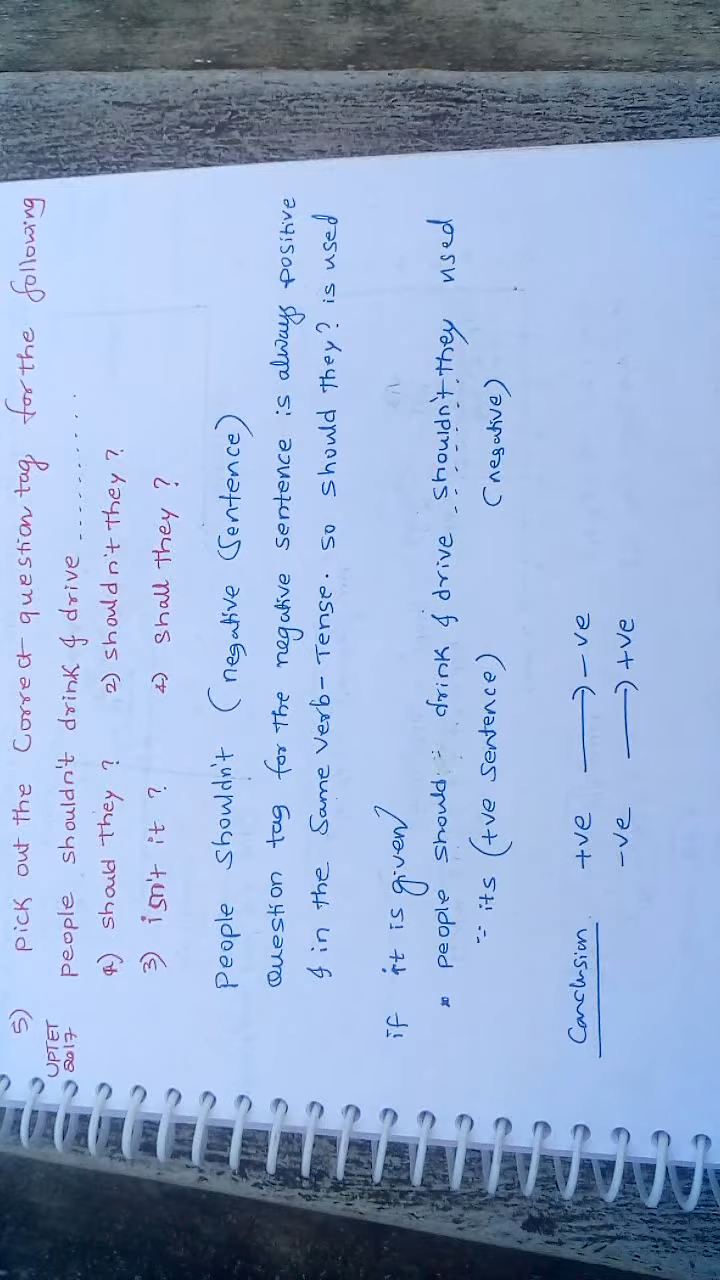 5) Pick out the correct question tag for the following
UPTET
2017
people shouldn't drink & drive ...........
1) should they ? 2) shouldn't they ?
3) isn't it ? 4) shall they ?
People shouldn't (negative sentence)
Question tag for the negative sentence is always positive
& in the same verb-Tense. so should they? is used
if it is given
people should drink & drive shouldn't they used
∵ its (+ve sentence) (negative)
Conclusion +ve ⟶ -ve
-ve ⟶ +ve